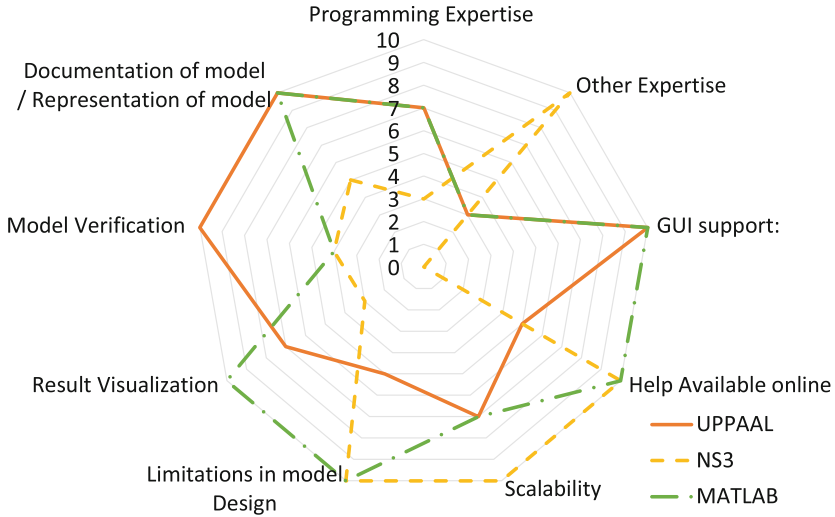 Programming Expertise
10
9
8
7
6
5
4
3
2
1
0
Other Expertise
GUI support:
Help Available online
Scalability
Limitations in model
Design
Result Visualization
Model Verification
Documentation of model
/ Representation of model
UPPAAL
NS3
MATLAB